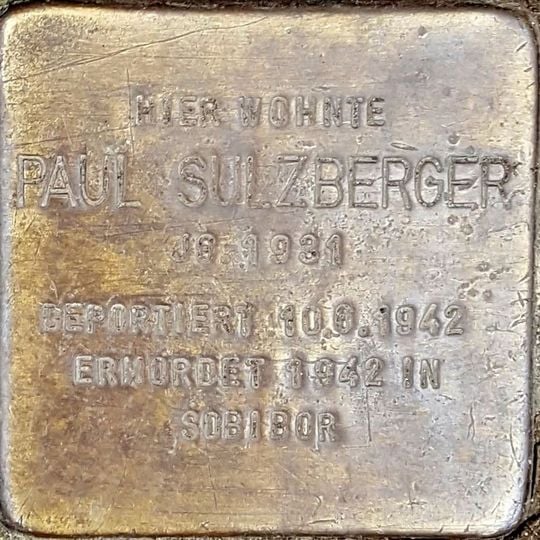 HIER WOHNTE
PAUL SULZBERGER
JG. 1931
DEPORTIERT 10.6.1942
ERMORDET 1942 IN
SOBIBOR